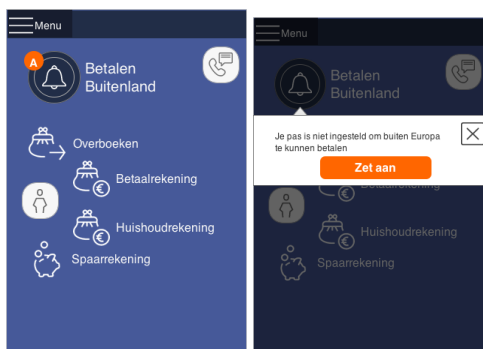 Menu
A
Betalen
Buitenland
Overboeken
Betaalrekening
Huishoudrekening
Spaarrekening
Menu
Betalen
Buitenland
Je pas is niet ingesteld om buiten Europa
te kunnen betalen
Zet aan
Betaalrekening
Huishoudrekening
Spaarrekening